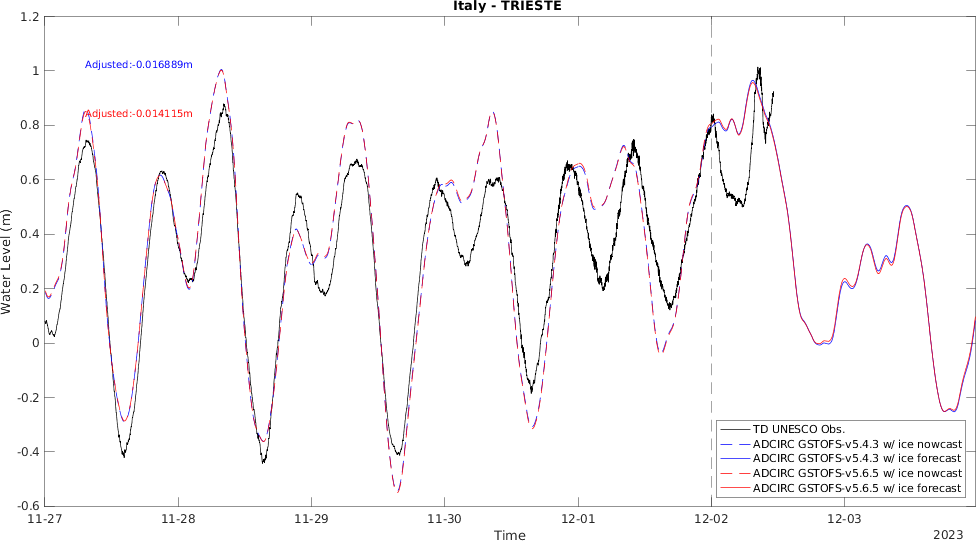 Italy - TRIESTE
1.2
1
0.8
0.6
0.4
0.2
0
-0.2
-0.4
-0.6
Water Level (m)
Adjusted:-0.016889m
Adjusted:-0.014115m
TD UNESCO Obs.
ADCIRC GSTOFS-v5.4.3 w/ ice nowcast
ADCIRC GSTOFS-v5.4.3 w/ ice forecast
ADCIRC GSTOFS-v5.6.5 w/ ice nowcast
ADCIRC GSTOFS-v5.6.5 w/ ice forecast
11-27 11-28 11-29 11-30 12-01 12-02 12-03
Time
2023